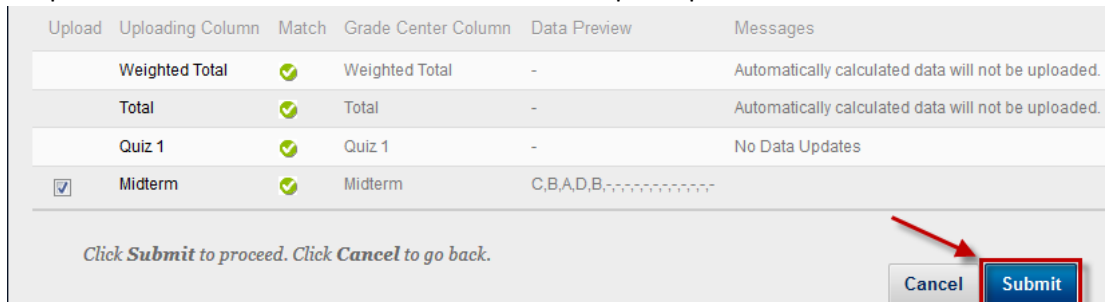 Upload Uploading Column Match Grade Center Column Data Preview Messages
Weighted Total Weighted Total - Automatically calculated data will not be uploaded.
Total Total - Automatically calculated data will not be uploaded.
Quiz 1 Quiz 1 - No Data Updates
Midterm Midterm C,B,A,D,B,-,-,-,-,-,-,-,-,-,-,-,-
Click Submit to proceed. Click Cancel to go back.
Cancel Submit